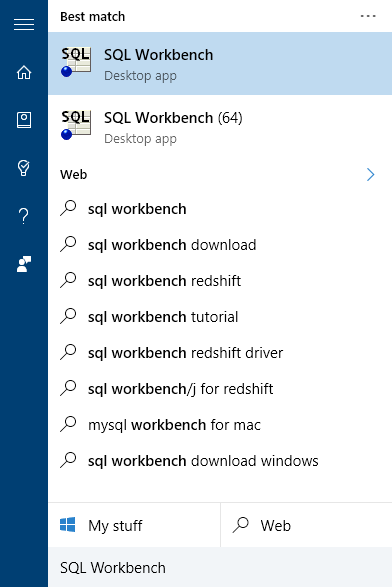 Best match
SQL
SQL Workbench
Desktop app
SQL
SQL Workbench (64)
Desktop app
Web
sql workbench
sql workbench download
sql workbench redshift
sql workbench tutorial
sql workbench redshift driver
sql workbench/j for redshift
mysql workbench for mac
sql workbench download windows
My stuff
Web
SQL Workbench